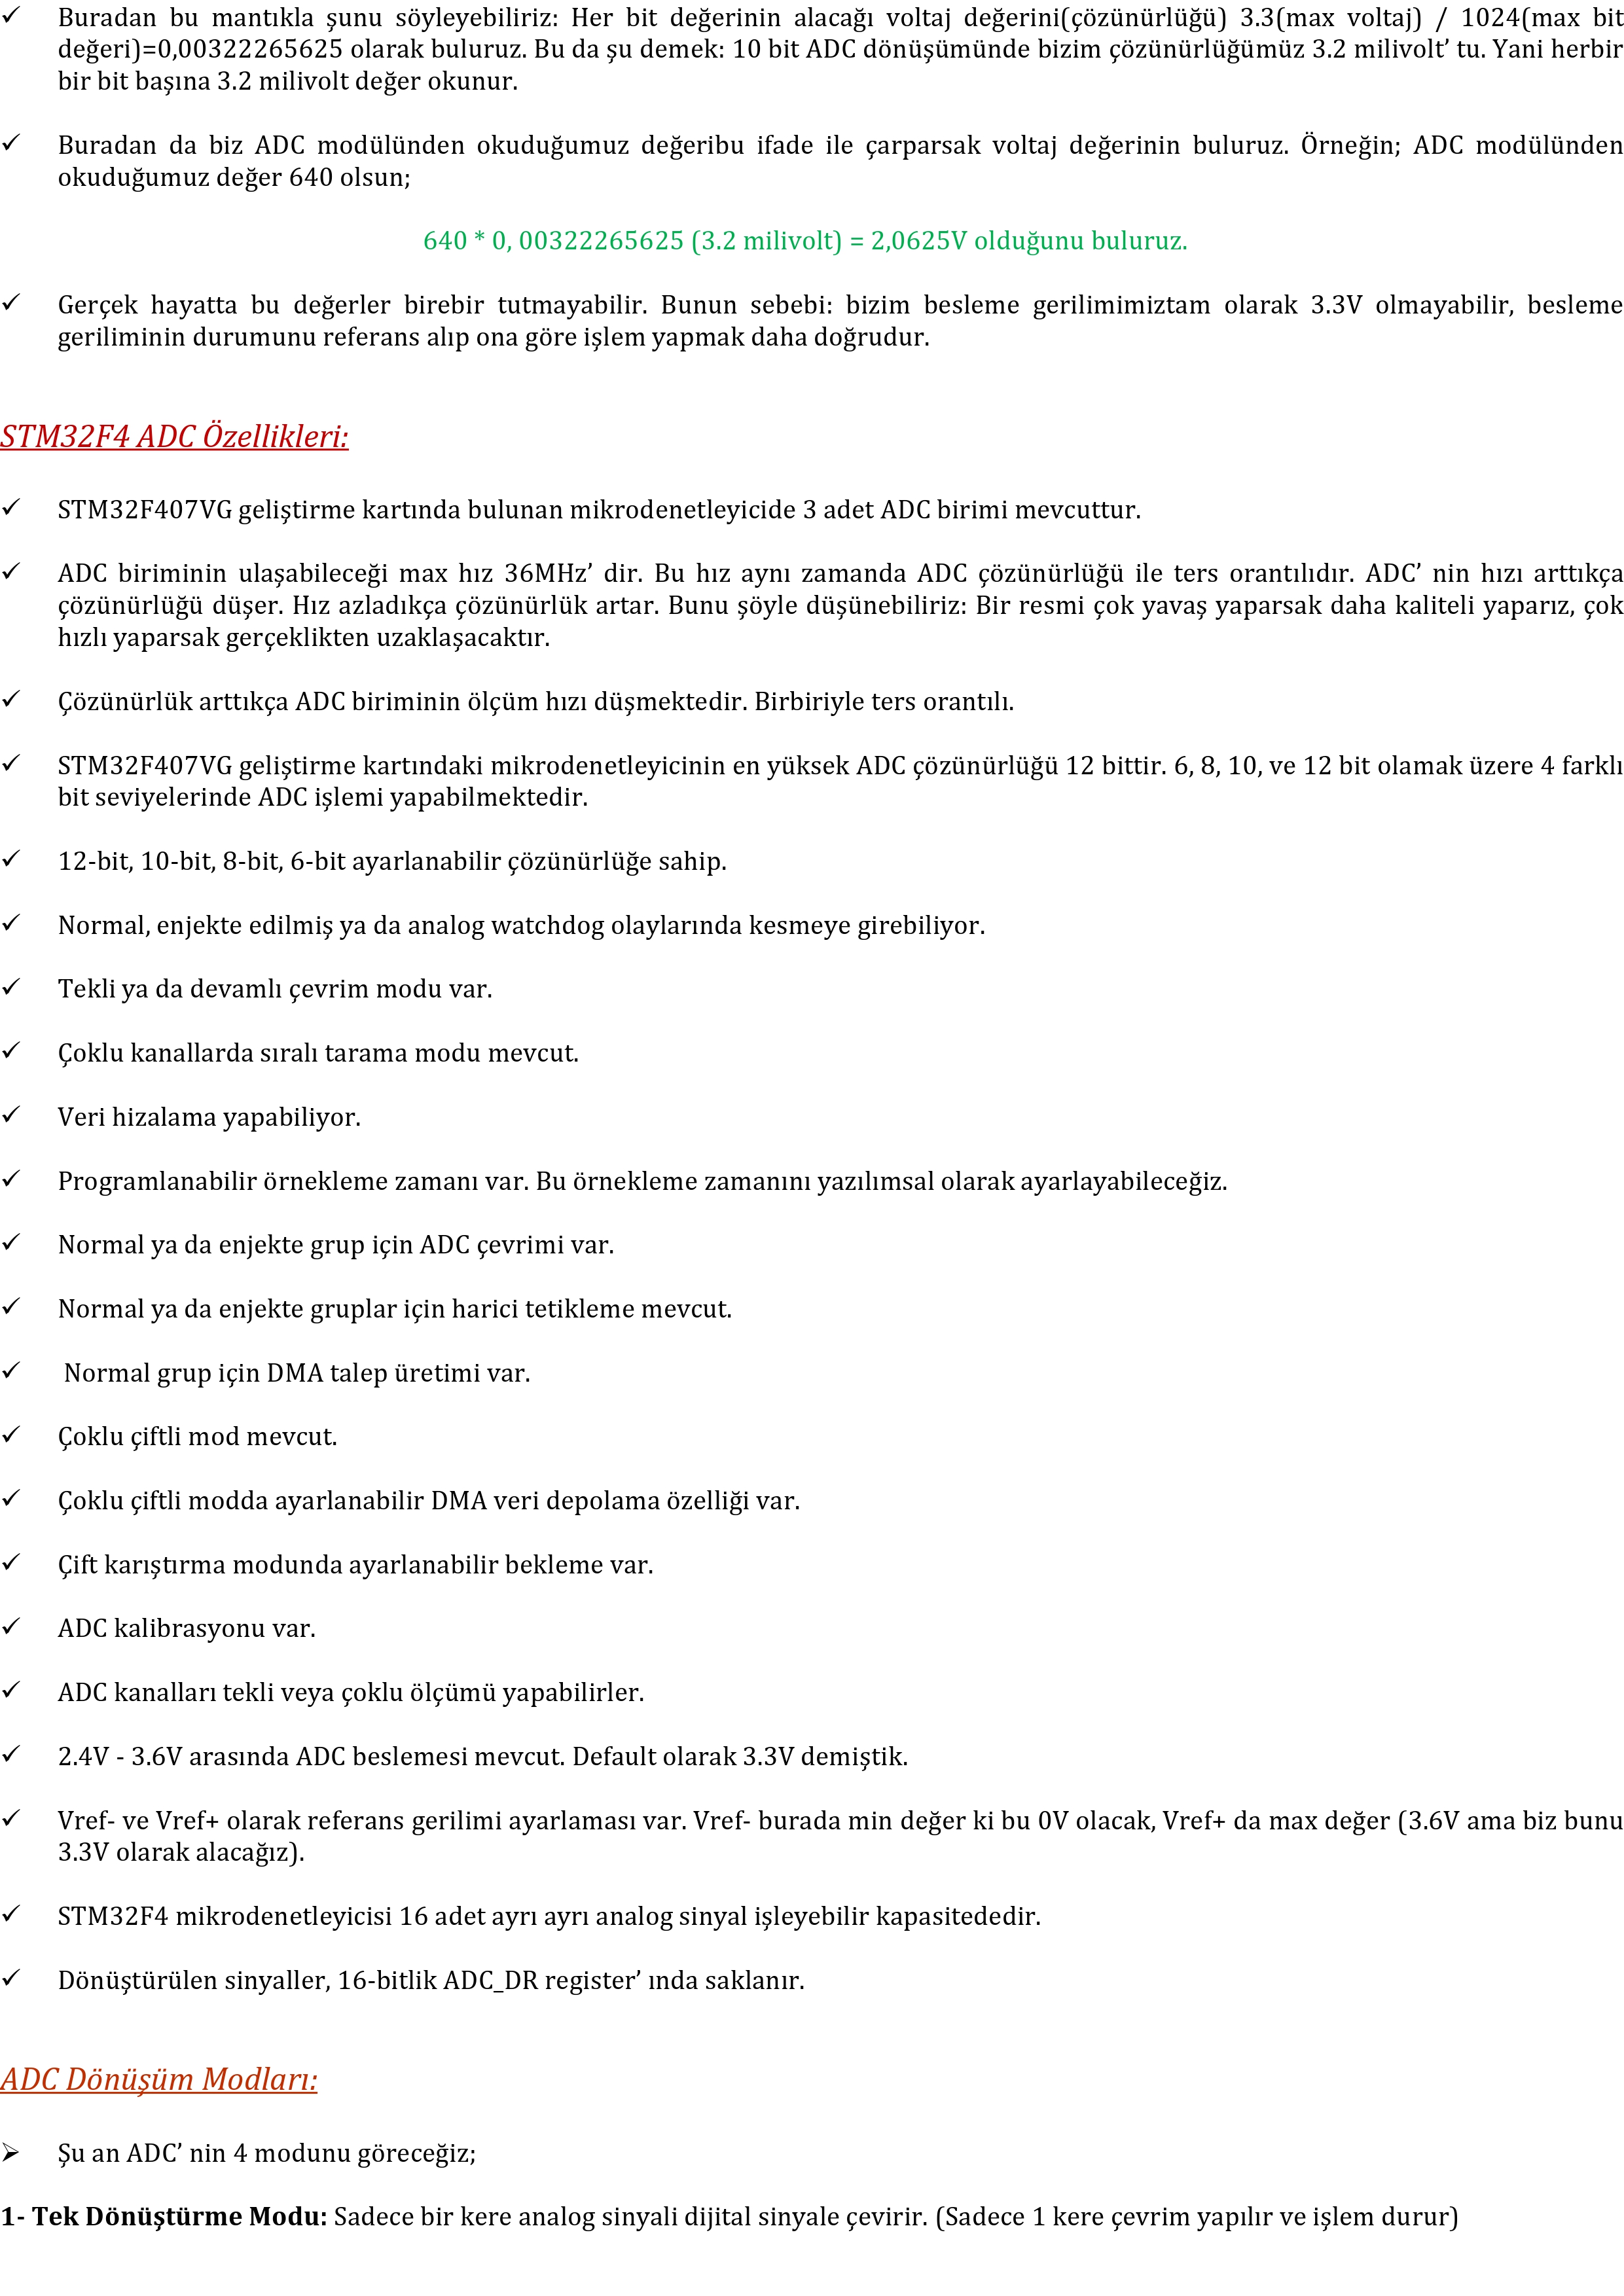 ✓ Buradan bu mantıkla şunu söyleyebiliriz: Her bit değerinin alacağı voltaj değerini(çözünürlüğü) 3.3(max voltaj) / 1024(max bit
değeri)=0,00322265625 olarak buluruz. Bu da şu demek: 10 bit ADC dönüşümünde bizim çözünürlüğümüz 3.2 milivolt’ tu. Yani herbir
bir bit başına 3.2 milivolt değer okunur.
✓ Buradan da biz ADC modülünden okuduğumuz değeribu ifade ile çarparsak voltaj değerinin buluruz. Örneğin; ADC modülünden
okuduğumuz değer 640 olsun;
640 * 0, 00322265625 (3.2 milivolt) = 2,0625V olduğunu buluruz.
✓ Gerçek hayatta bu değerler birebir tutmayabilir. Bunun sebebi: bizim besleme gerilimimiztam olarak 3.3V olmayabilir, besleme
geriliminin durumunu referans alıp ona göre işlem yapmak daha doğrudur.
STM32F4 ADC Özellikleri:
✓ STM32F407VG geliştirme kartında bulunan mikrodenetleyicide 3 adet ADC birimi mevcuttur.
✓ ADC biriminin ulaşabileceği max hız 36MHz’ dir. Bu hız aynı zamanda ADC çözünürlüğü ile ters orantılıdır. ADC’ nin hızı arttıkça
çözünürlüğü düşer. Hız azladıkça çözünürlük artar. Bunu şöyle düşünebiliriz: Bir resmi çok yavaş yaparsak daha kaliteli yaparız, çok
hızlı yaparsak gerçeklikten uzaklaşacaktır.
✓ Çözünürlük arttıkça ADC biriminin ölçüm hızı düşmektedir. Birbiriyle ters orantılı.
✓ STM32F407VG geliştirme kartındaki mikrodenetleyicinin en yüksek ADC çözünürlüğü 12 bittir. 6, 8, 10, ve 12 bit olamak üzere 4 farklı
bit seviyelerinde ADC işlemi yapabilmektedir.
✓ 12-bit, 10-bit, 8-bit, 6-bit ayarlanabilir çözünürlüğe sahip.
✓ Normal, enjekte edilmiş ya da analog watchdog olaylarında kesmeye girebiliyor.
✓ Tekli ya da devamlı çevrim modu var.
✓ Çoklu kanallarda sıralı tarama modu mevcut.
✓ Veri hizalama yapabiliyor.
✓ Programlanabilir örnekleme zamanı var. Bu örnekleme zamanını yazılımsal olarak ayarlayabileceğiz.
✓ Normal ya da enjekte grup için ADC çevrimi var.
✓ Normal ya da enjekte gruplar için harici tetikleme mevcut.
✓ Normal grup için DMA talep üretimi var.
✓ Çoklu çiftli mod mevcut.
✓ Çoklu çiftli modda ayarlanabilir DMA veri depolama özelliği var.
✓ Çift karıştırma modunda ayarlanabilir bekleme var.
✓ ADC kalibrasyonu var.
✓ ADC kanalları tekli veya çoklu ölçümü yapabilirler.
✓ 2.4V - 3.6V arasında ADC beslemesi mevcut. Default olarak 3.3V demiştik.
✓ Vref- ve Vref+ olarak referans gerilimi ayarlaması var. Vref- burada min değer ki bu 0V olacak, Vref+ da max değer (3.6V ama biz bunu
3.3V olarak alacağız).
✓ STM32F4 mikrodenetleyicisi 16 adet ayrı ayrı analog sinyal işleyebilir kapasitededir.
✓ Dönüştürülen sinyaller, 16-bitlik ADC_DR register’ ında saklanır.
ADC Dönüşüm Modları:
➢ Şu an ADC’ nin 4 modunu göreceğiz;
1- Tek Dönüştürme Modu: Sadece bir kere analog sinyali dijital sinyale çevirir. (Sadece 1 kere çevrim yapılır ve işlem durur)